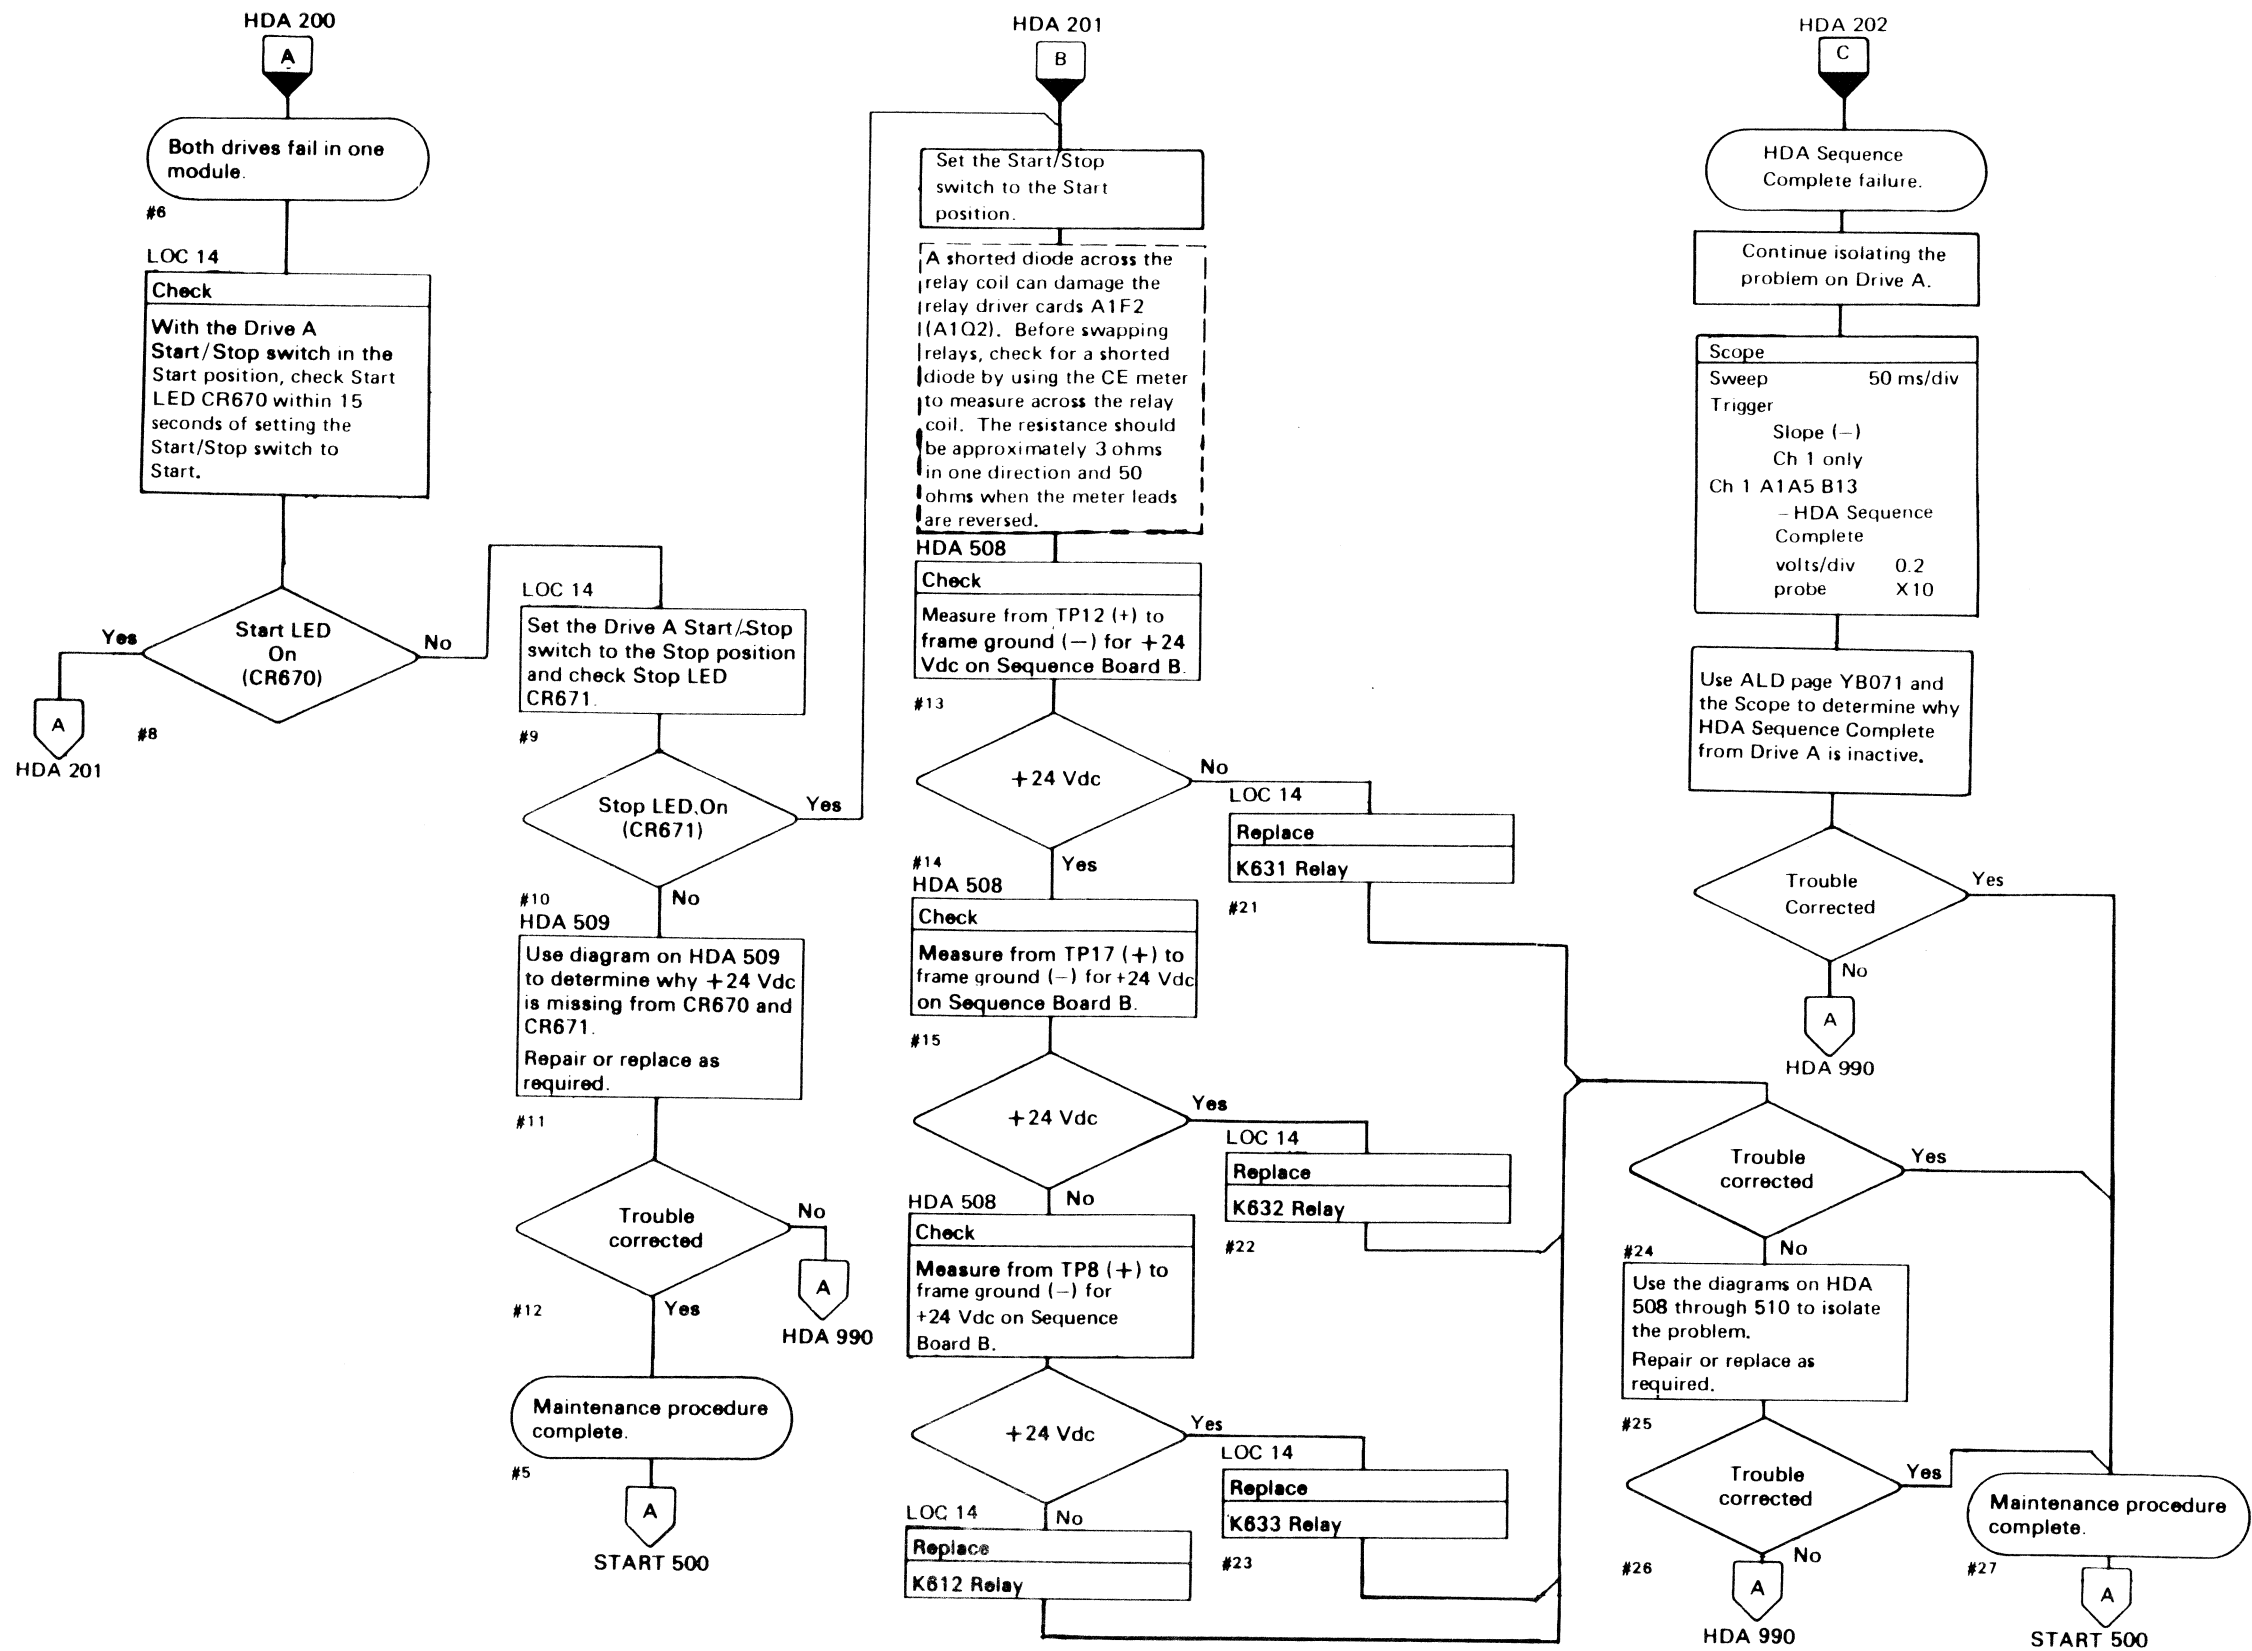 HDA 200
A
Both drives fail in one
module.
#6
LOC 14
Check
With the Drive A
Start/Stop switch in the
Start position, check Start
LED CR670 within 15
seconds of setting the
Start/Stop switch to
Start.
Start LED
On
(CR670)
Yes
No
A
HDA 201
#8
LOC 14
Set the Drive A Start/Stop
switch to the Stop position
and check Stop LED
CR671.
#9
Stop LED On
(CR671)
Yes
No
#10
HDA 509
Use diagram on HDA 509
to determine why +24 Vdc
is missing from CR670 and
CR671.
Repair or replace as
required.
#11
Trouble
corrected
No
A
HDA 990
Yes
#12
Maintenance procedure
complete.
#5
A
START 500
HDA 201
B
Set the Start/Stop
switch to the Start
position.
A shorted diode across the
relay coil can damage the
relay driver cards A1F2
(A1Q2). Before swapping
relays, check for a shorted
diode by using the CE meter
to measure across the relay
coil. The resistance should
be approximately 3 ohms
in one direction and 50
ohms when the meter leads
are reversed.
HDA 508
Check
Measure from TP12 (+) to
frame ground (−) for +24
Vdc on Sequence Board B.
#13
+24 Vdc
No
LOC 14
Replace
K631 Relay
#21
Yes
#14
HDA 508
Check
Measure from TP17 (+) to
frame ground (−) for +24 Vdc
on Sequence Board B.
#15
+24 Vdc
Yes
LOC 14
Replace
K632 Relay
#22
No
HDA 508
Check
Measure from TP8 (+) to
frame ground (−) for
+24 Vdc on Sequence
Board B.
+24 Vdc
Yes
LOC 14
Replace
K633 Relay
#23
No
LOC 14
Replace
K612 Relay
HDA 202
C
HDA Sequence
Complete failure.
Continue isolating the
problem on Drive A.
Scope
Sweep 50 ms/div
Trigger
Slope (−)
Ch 1 only
Ch 1 A1A5 B13
− HDA Sequence
Complete
volts/div 0.2
probe X10
Use ALD page YB071 and
the Scope to determine why
HDA Sequence Complete
from Drive A is inactive.
Trouble
Corrected
Yes
No
A
HDA 990
Trouble
corrected
Yes
No
#24
Use the diagrams on HDA
508 through 510 to isolate
the problem.
Repair or replace as
required.
#25
Trouble
corrected
Yes
No
#26
A
HDA 990
Maintenance procedure
complete.
#27
A
START 500